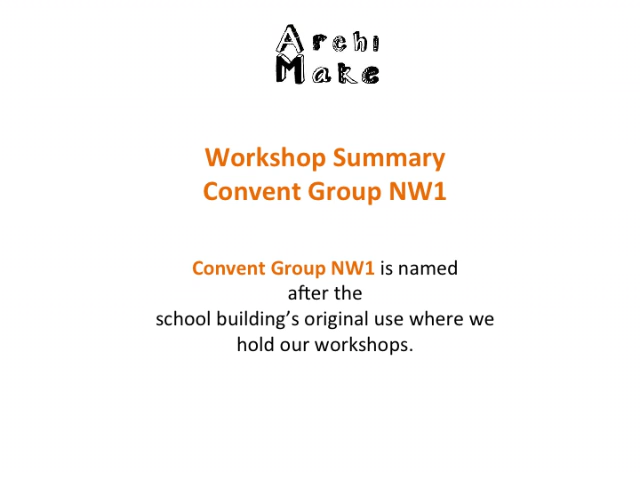 Archi
Make
Workshop Summary
Convent Group NW1
Convent Group NW1 is named
after the
school building’s original use where we
hold our workshops.